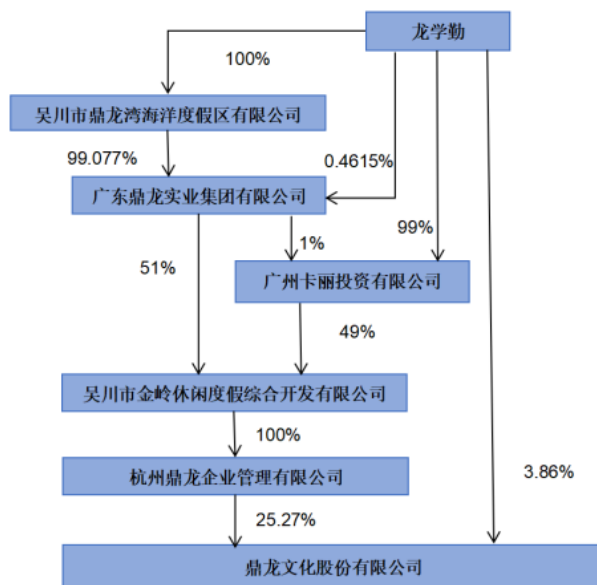 龙学勤
100%
吴川市鼎龙湾海洋度假区有限公司
99.077%
0.4615%
广东鼎龙实业集团有限公司
1%
99%
51%
广州卡丽投资有限公司
49%
吴川市金岭休闲度假综合开发有限公司
100%
杭州鼎龙企业管理有限公司
3.86%
25.27%
鼎龙文化股份有限公司